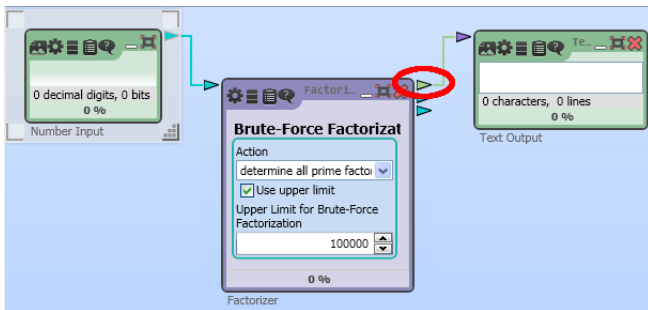 0 decimal digits, 0 bits
0 %
Number Input
Factori...
Brute-Force Factorizat
Action
determine all prime factor
Use upper limit
Upper Limit for Brute-Force
Factorization
100000
0 %
Factorizer
Te...
0 characters, 0 lines
0 %
Text Output